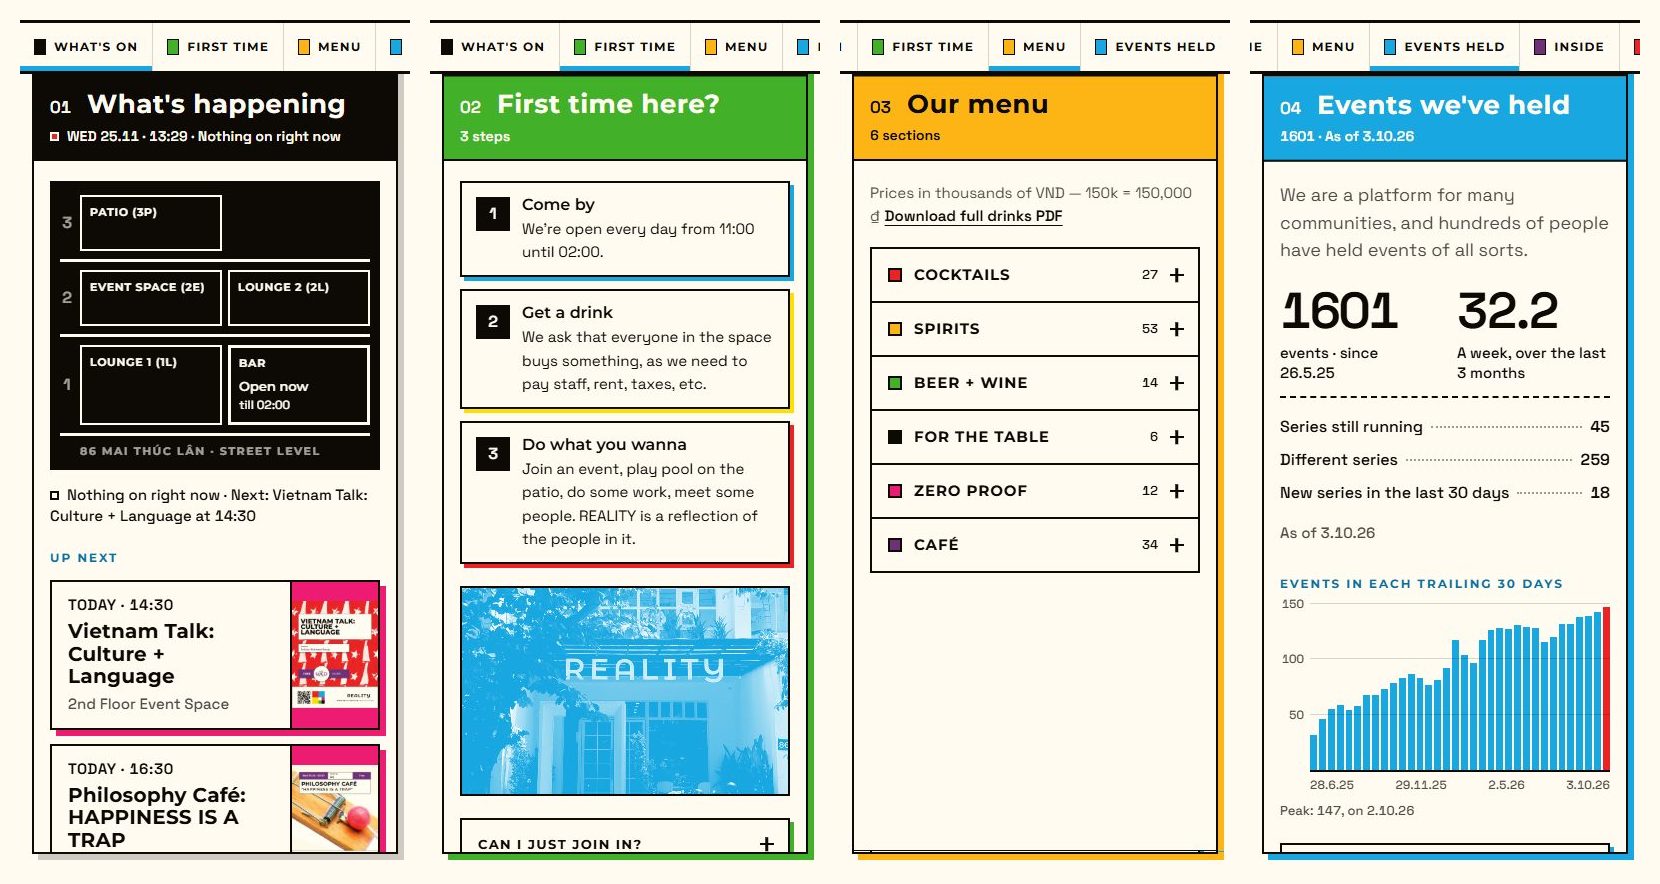 WHAT'S ON
FIRST TIME
MENU
01 What's happening
WED 25.11 · 13:29 · Nothing on right now
3
PATIO (3P)
2
EVENT SPACE (2E)
LOUNGE 2 (2L)
1
LOUNGE 1 (1L)
BAR
Open now
till 02:00
86 MAI THÚC LÂN · STREET LEVEL
Nothing on right now · Next: Vietnam Talk:
Culture + Language at 14:30
UP NEXT
TODAY · 14:30
Vietnam Talk:
Culture +
Language
2nd Floor Event Space
VIETNAM TALK:
CULTURE +
LANGUAGE
REALITY
TODAY · 16:30
Philosophy Café:
HAPPINESS IS A
TRAP
PHILOSOPHY CAFÉ
"HAPPINESS IS A TRAP"
WHAT'S ON
FIRST TIME
MENU
02 First time here?
3 steps
1
Come by
We're open every day from 11:00
until 02:00.
2
Get a drink
We ask that everyone in the space
buys something, as we need to
pay staff, rent, taxes, etc.
3
Do what you wanna
Join an event, play pool on the
patio, do some work, meet some
people. REALITY is a reflection of
the people in it.
REALITY
86
CAN I JUST JOIN IN? +
FIRST TIME
MENU
EVENTS HELD
03 Our menu
6 sections
Prices in thousands of VND — 150k = 150,000
₫ Download full drinks PDF
COCKTAILS 27 +
SPIRITS 53 +
BEER + WINE 14 +
FOR THE TABLE 6 +
ZERO PROOF 12 +
CAFÉ 34 +
IE
MENU
EVENTS HELD
INSIDE
04 Events we've held
1601 · As of 3.10.26
We are a platform for many
communities, and hundreds of people
have held events of all sorts.
1601
events · since
26.5.25
32.2
A week, over the last
3 months
Series still running 45
Different series 259
New series in the last 30 days 18
As of 3.10.26
EVENTS IN EACH TRAILING 30 DAYS
150
100
50
28.6.25 29.11.25 2.5.26 3.10.26
Peak: 147, on 2.10.26